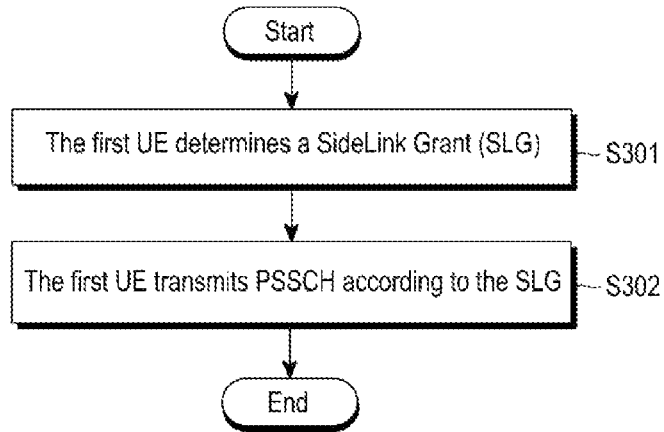 Start
The first UE determines a SideLink Grant (SLG)
S301
The first UE transmits PSSCH according to the SLG
S302
End